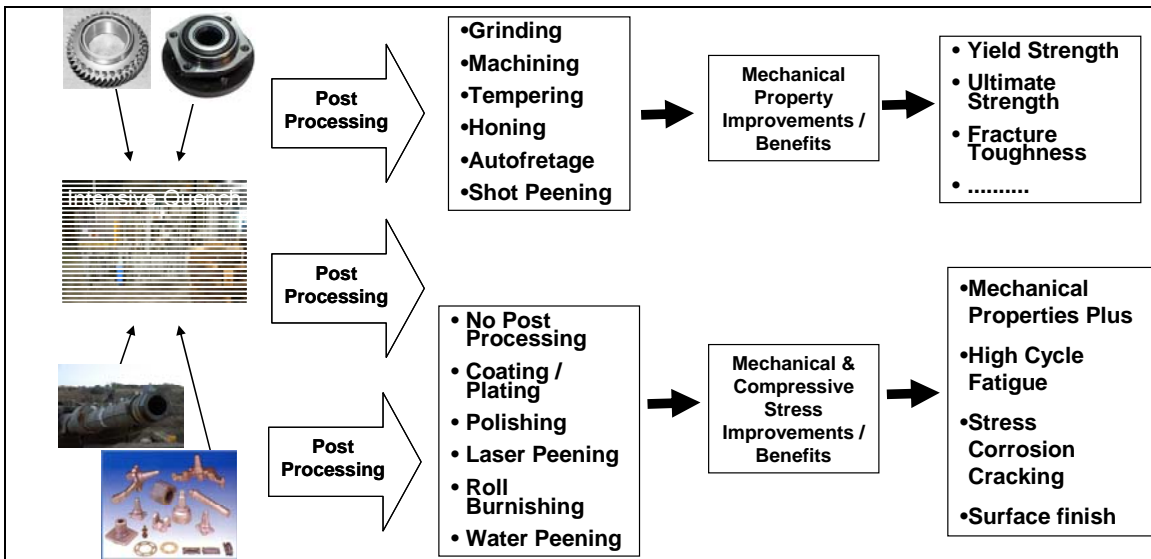 Post
Processing
•Grinding
•Machining
•Tempering
•Honing
•Autofretage
•Shot Peening
Mechanical
Property
Improvements /
Benefits
• Yield Strength
• Ultimate
Strength
• Fracture
Toughness
• ..........
Intensive Quench
Post
Processing
Post
Processing
• No Post
Processing
• Coating /
Plating
• Polishing
• Laser Peening
• Roll
Burnishing
• Water Peening
Mechanical &
Compressive
Stress
Improvements /
Benefits
•Mechanical
Properties Plus
•High Cycle
Fatigue
•Stress
Corrosion
Cracking
•Surface finish